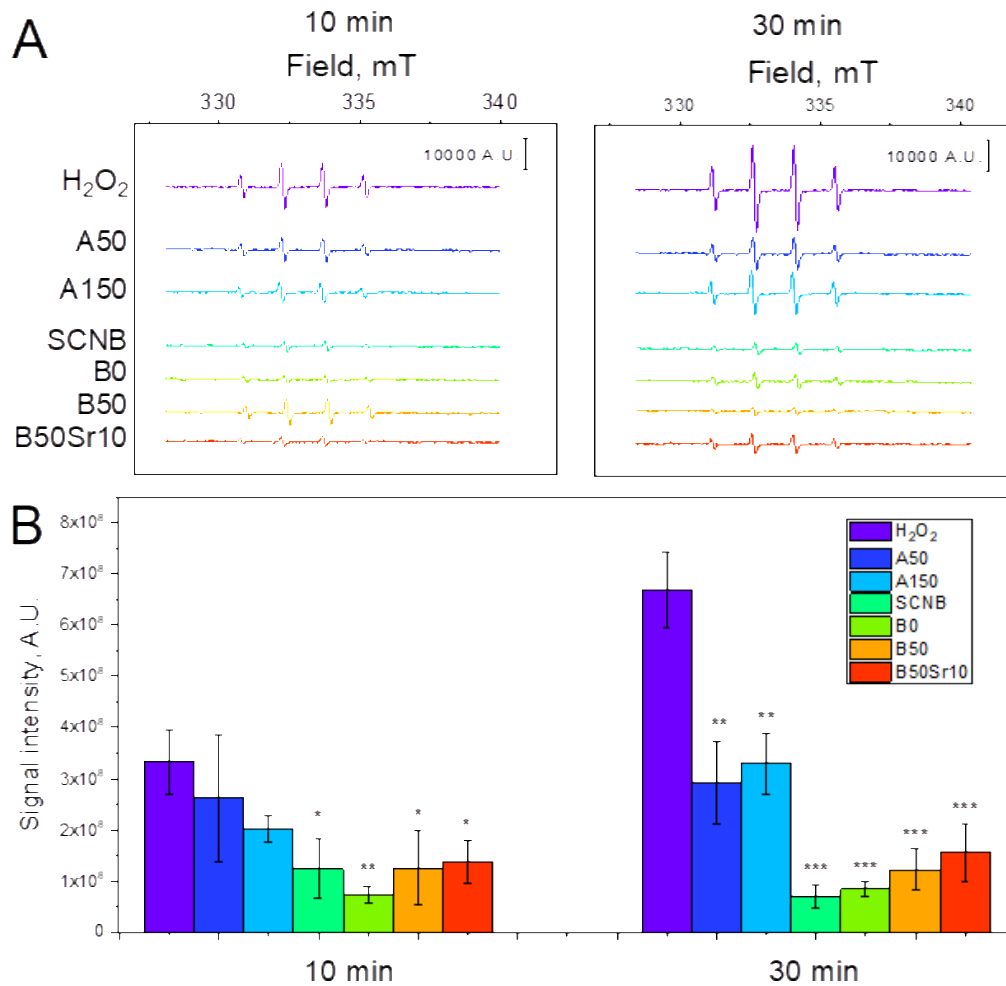 A
10 min
30 min
Field, mT
Field, mT
330 335 340
330 335 340
10000 A.U.
10000 A.U.
H₂O₂
A50
A150
SCNB
B0
B50
B50Sr10
B
8x10⁸
7x10⁸
6x10⁸
5x10⁸
4x10⁸
3x10⁸
2x10⁸
1x10⁸
0
Signal intensity, A.U.
*
**
*
*
**
**
***
***
***
***
H₂O₂
A50
A150
SCNB
B0
B50
B50Sr10
10 min
30 min